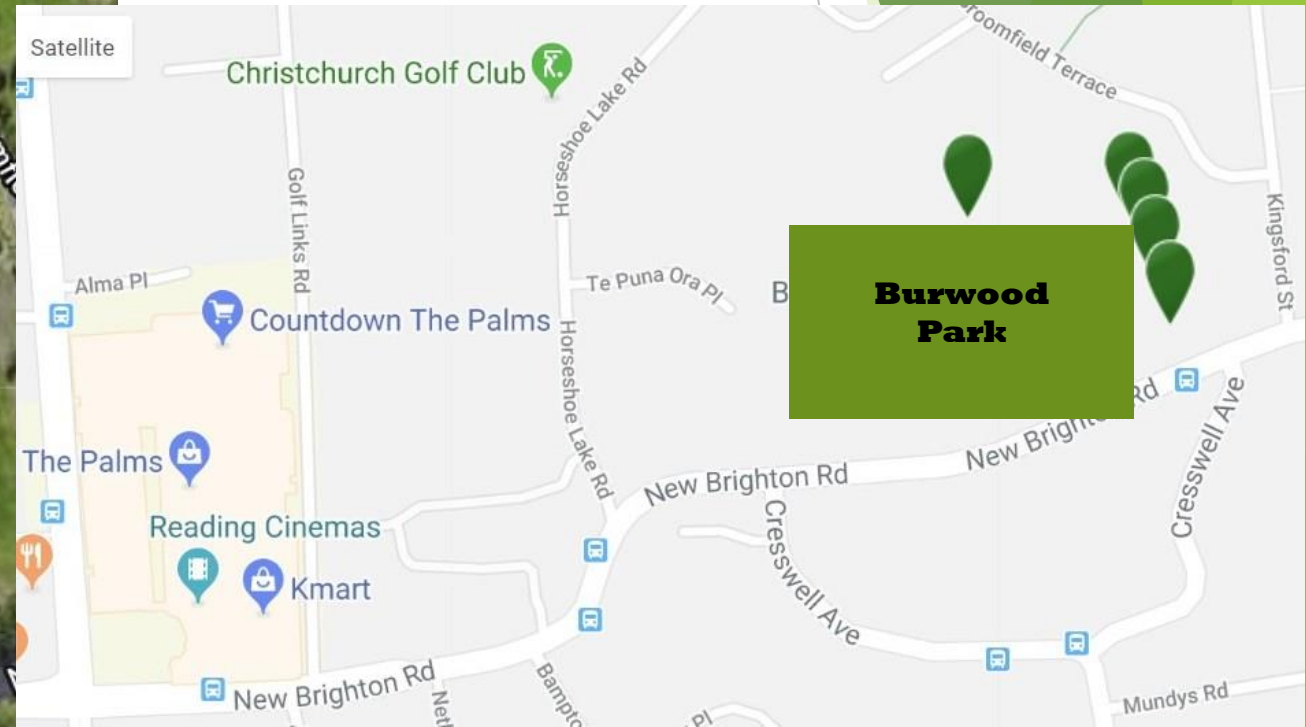 Satellite
Christchurch Golf Club
Horseshoe Lake Rd
Broomfield Terrace
Golf Links Rd
Kingsford St
Alma Pl
Te Puna Ora Pl
Burwood
Park
Countdown The Palms
Horseshoe Lake Rd
The Palms
New Brighton Rd
New Brighton Rd
Cresswell Ave
Reading Cinemas
Cresswell Ave
Kmart
New Brighton Rd
Mundys Rd
Pl